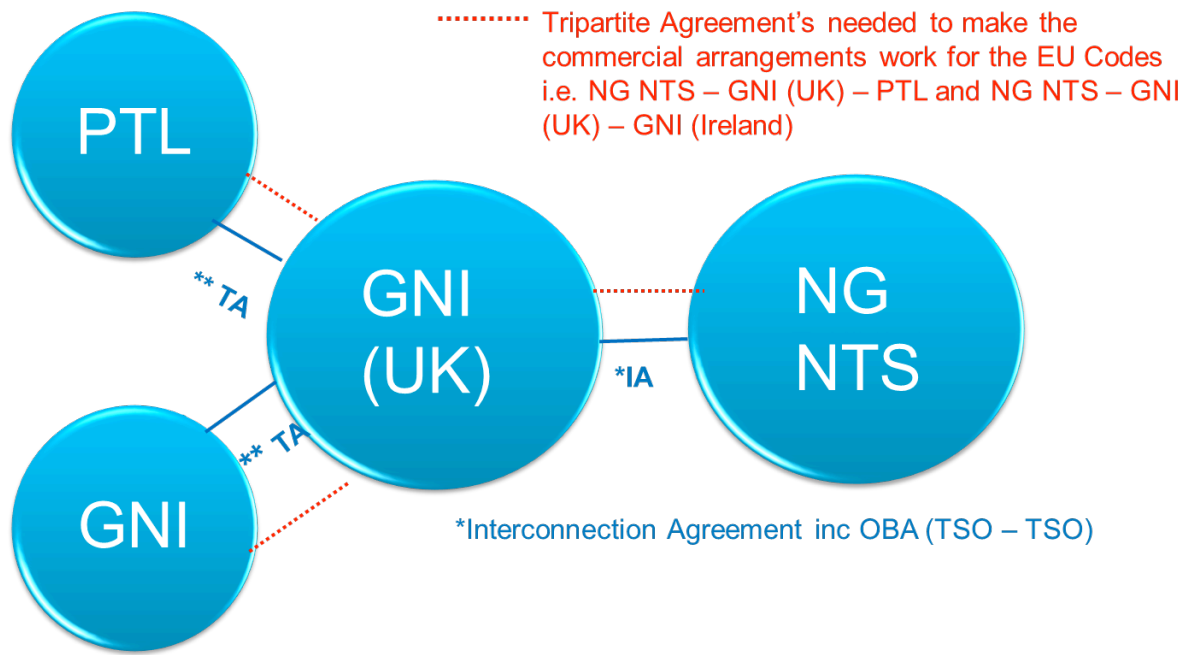 Tripartite Agreement's needed to make the
commercial arrangements work for the EU Codes
i.e. NG NTS – GNI (UK) – PTL and NG NTS – GNI
(UK) – GNI (Ireland)
PTL
** TA
GNI
(UK)
NG
NTS
*IA
** TA
GNI
*Interconnection Agreement inc OBA (TSO – TSO)